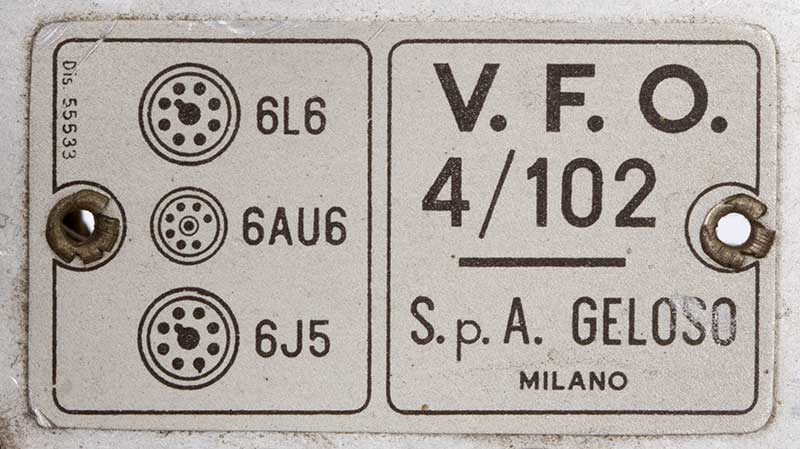 Dis. 55533
6L6
6AU6
6J5
V. F. O.
4/102
S.p.A. GELOSO
MILANO